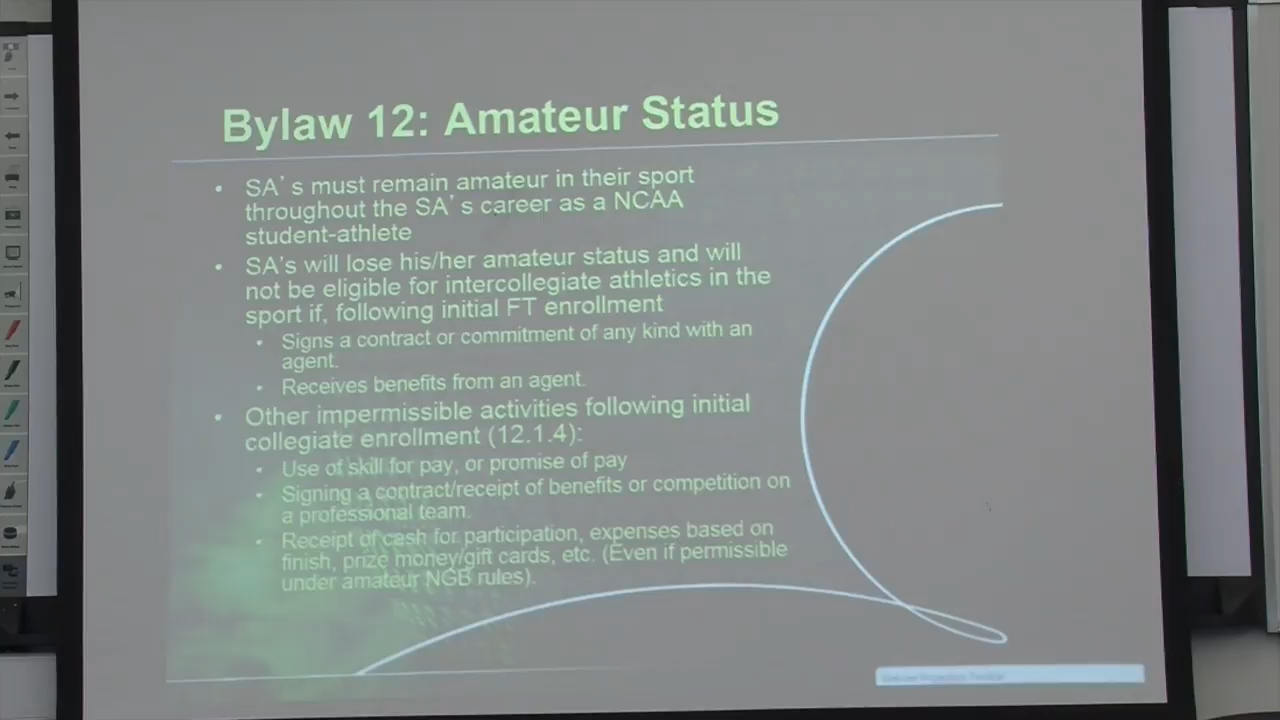 Bylaw 12: Amateur Status
• SA's must remain amateur in their sport
throughout the SA's career as a NCAA
student-athlete
• SA's will lose his/her amateur status and will
not be eligible for intercollegiate athletics in the
sport if, following initial FT enrollment
• Signs a contract or commitment of any kind with an
agent.
• Receives benefits from an agent.
• Other impermissible activities following initial
collegiate enrollment (12.1.4):
• Use of skill for pay, or promise of pay
• Signing a contract/receipt of benefits or competition on
a professional team.
• Receipt of cash for participation, expenses based on
finish, prize money/gift cards, etc. (Even if permissible
under amateur NGB rules).